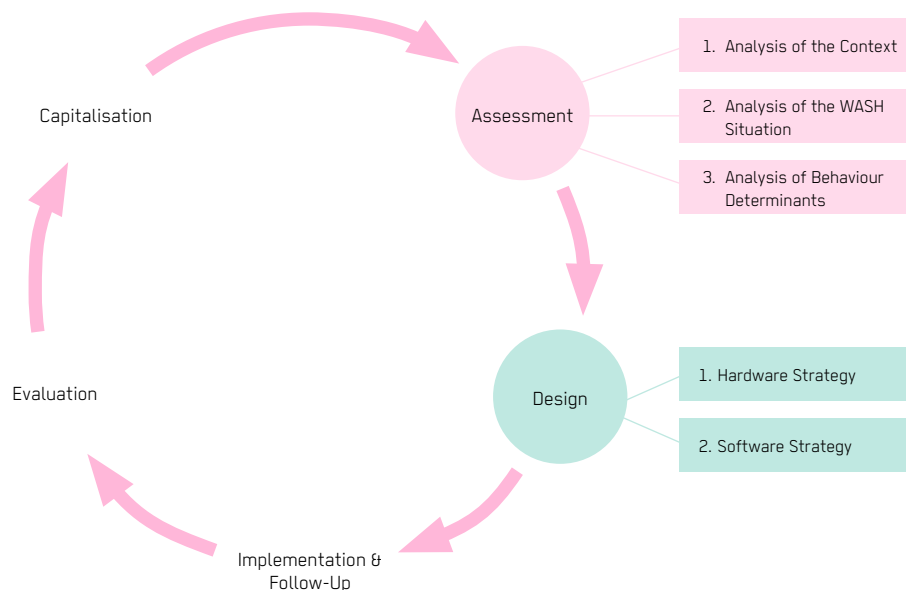 1. Analysis of the Context
Capitalisation
Assessment
2. Analysis of the WASH
Situation
3. Analysis of Behaviour
Determinants
1. Hardware Strategy
Evaluation
Design
2. Software Strategy
Implementation &
Follow-Up